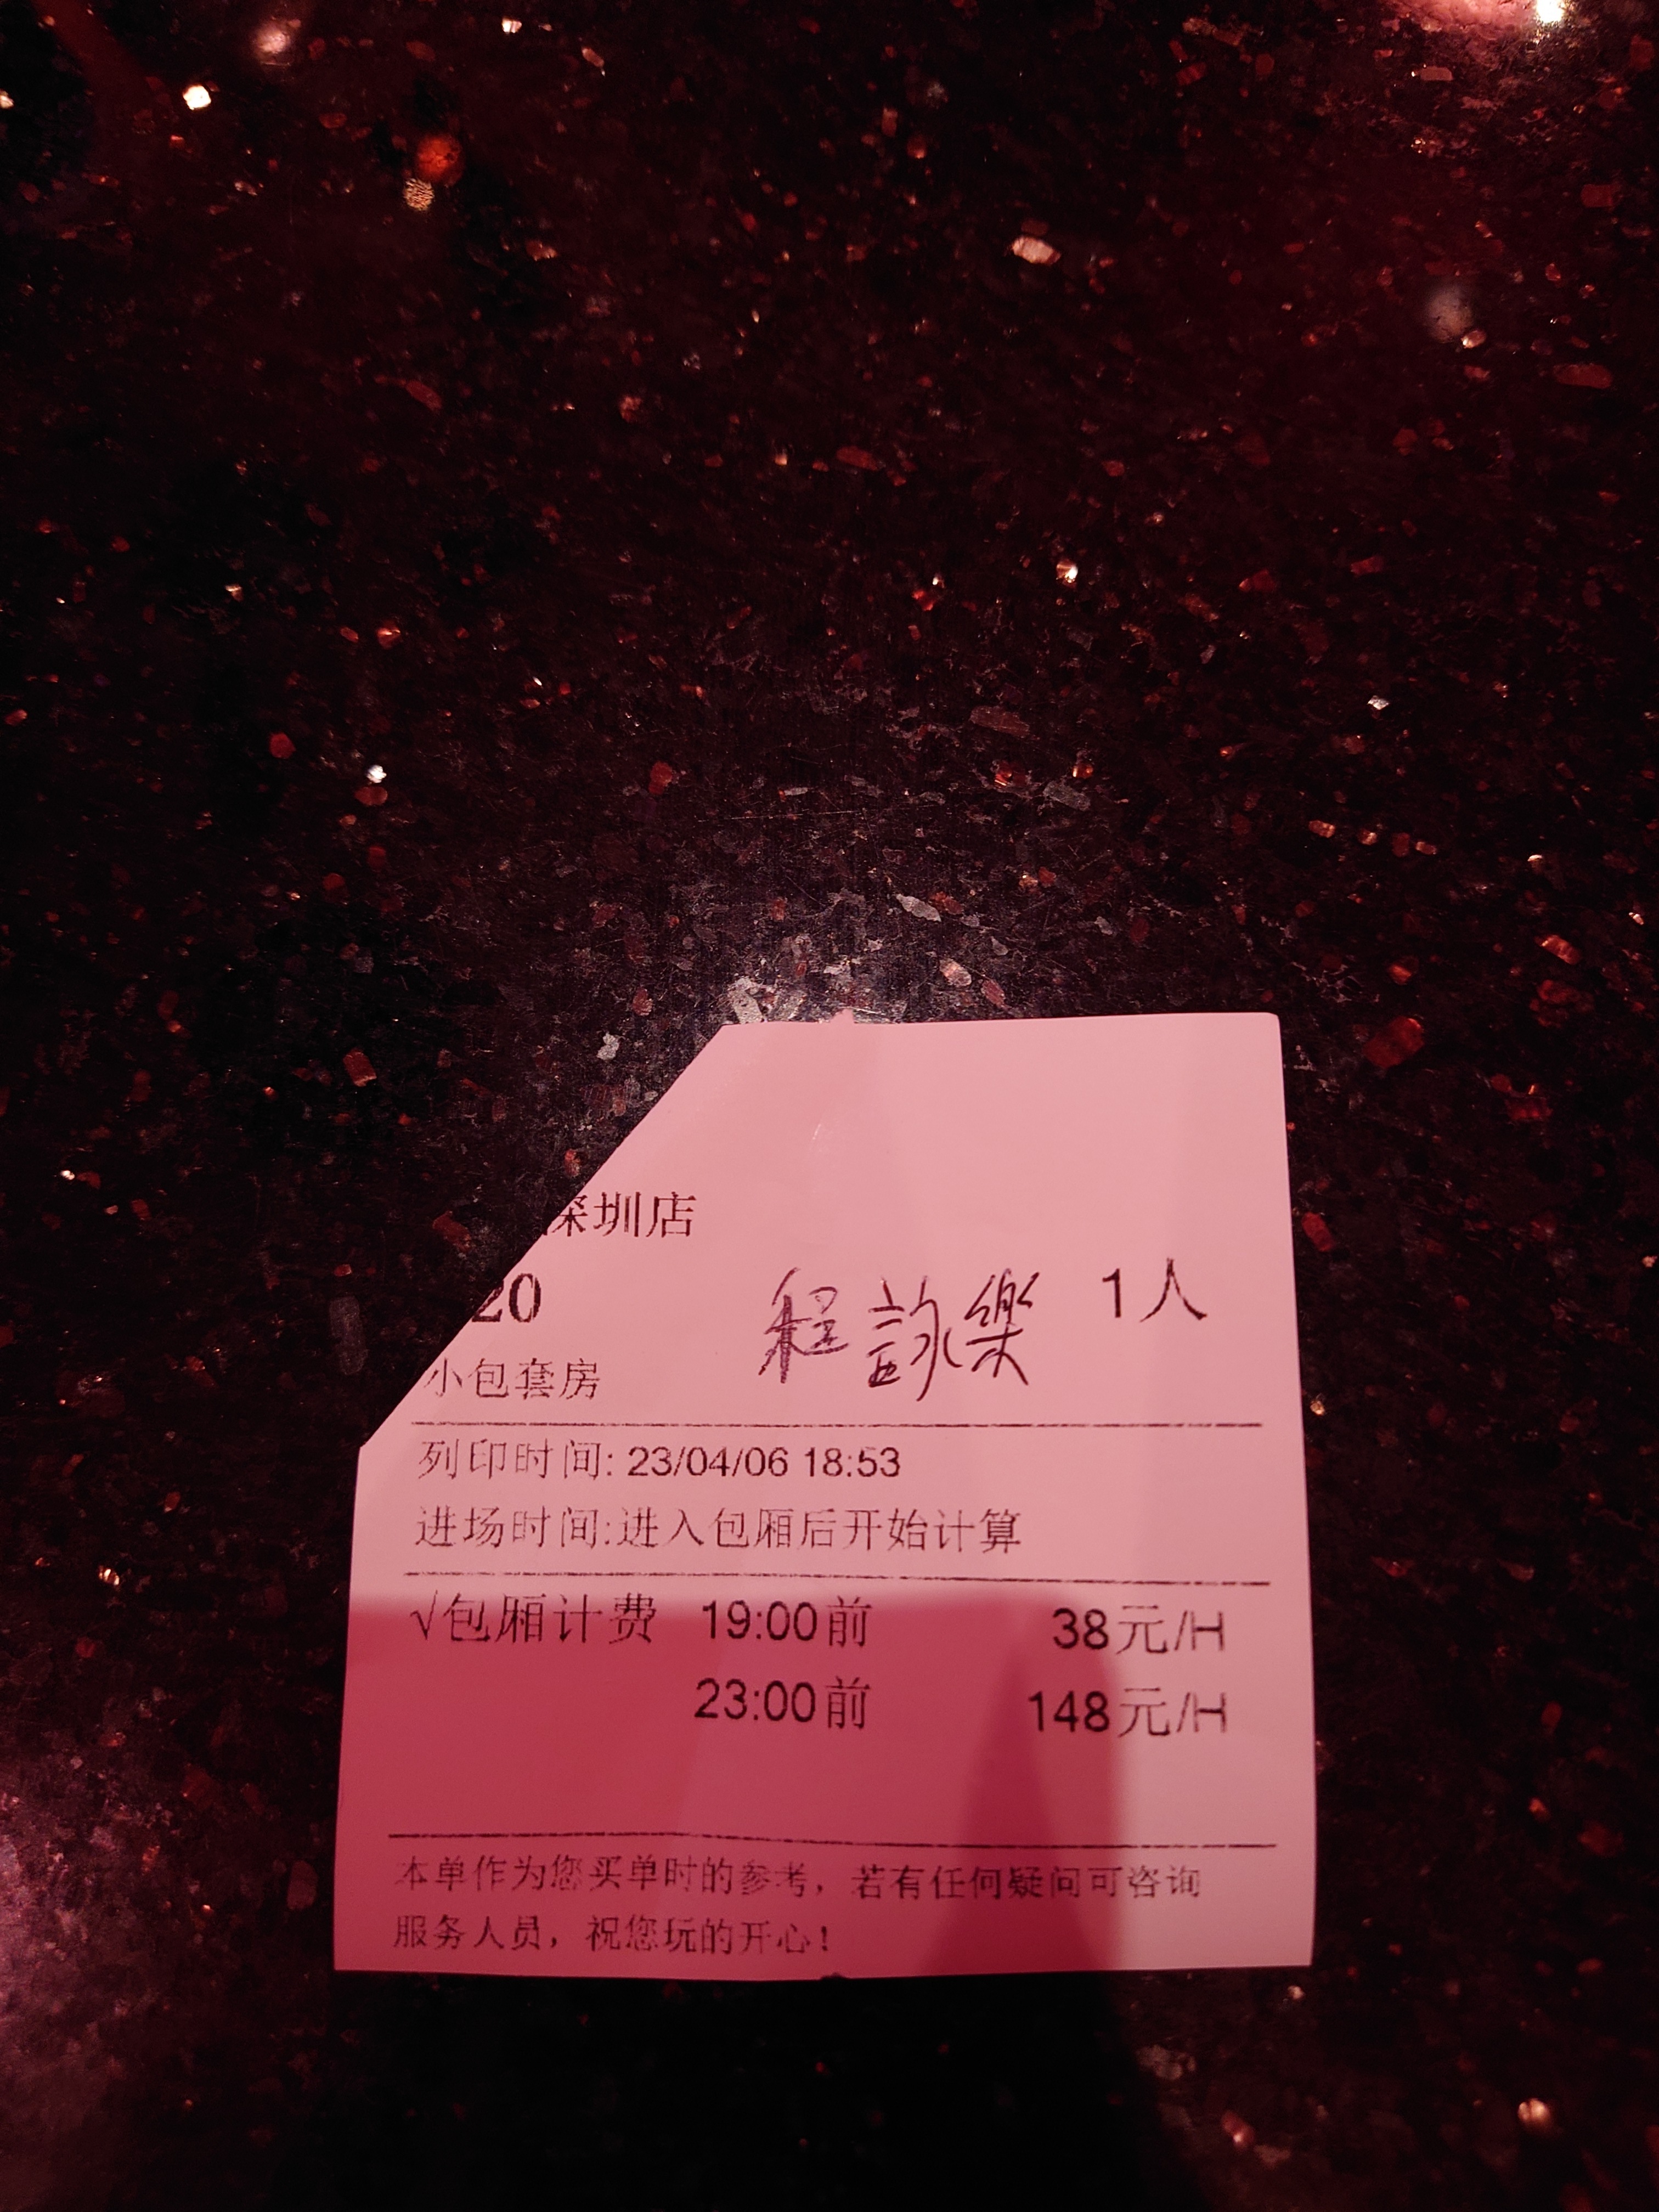 深圳店
20
程詠樂 1人
小包套房
列印时间: 23/04/06 18:53
进场时间:进入包厢后开始计算
√包厢计费 19:00前 38元/H
23:00前 148元/H
本单作为您买单时的参考，若有任何疑问可咨询
服务人员，祝您玩的开心！